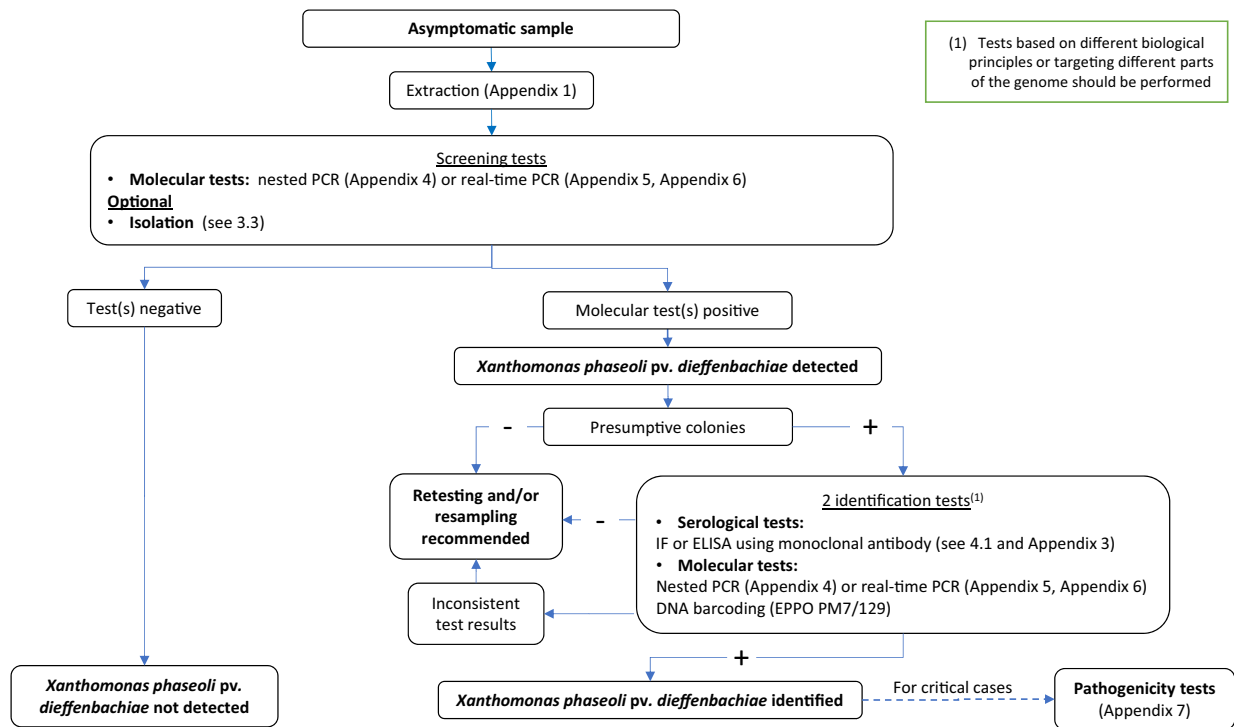 Asymptomatic sample
(1) Tests based on different biological
principles or targeting different parts
of the genome should be performed
Extraction (Appendix 1)
Screening tests
• Molecular tests: nested PCR (Appendix 4) or real-time PCR (Appendix 5, Appendix 6)
Optional
• Isolation (see 3.3)
Test(s) negative
Molecular test(s) positive
Xanthomonas phaseoli pv. dieffenbachiae detected
-
Presumptive colonies
+
Retesting and/or
resampling
recommended
-
2 identification tests(1)
• Serological tests:
IF or ELISA using monoclonal antibody (see 4.1 and Appendix 3)
• Molecular tests:
Nested PCR (Appendix 4) or real-time PCR (Appendix 5, Appendix 6)
DNA barcoding (EPPO PM7/129)
Inconsistent
test results
+
Xanthomonas phaseoli pv.
dieffenbachiae not detected
Xanthomonas phaseoli pv. dieffenbachiae identified
For critical cases
Pathogenicity tests
(Appendix 7)